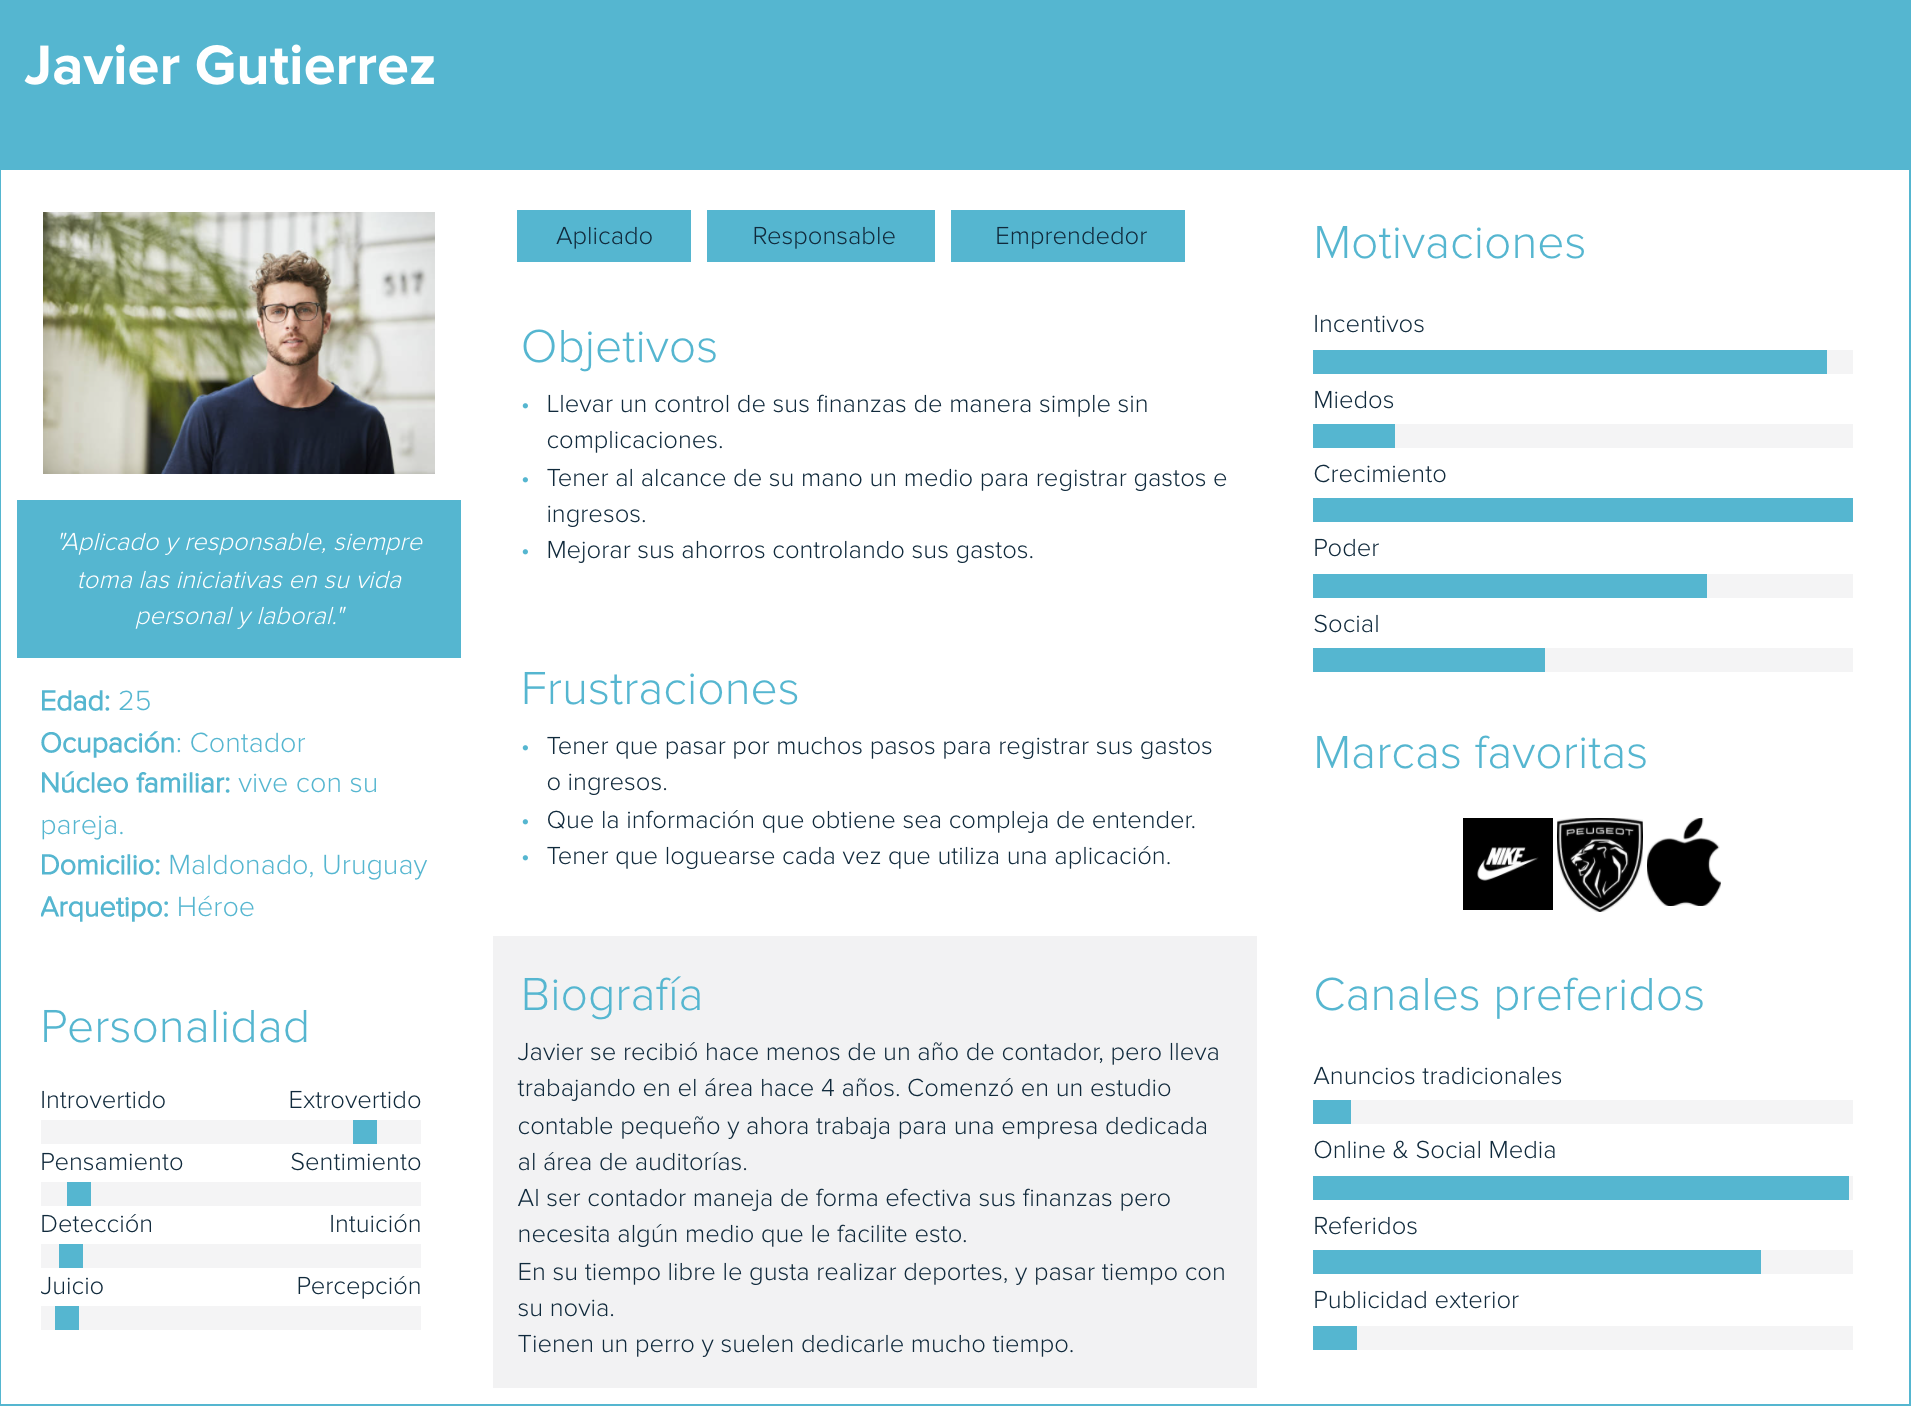 Javier Gutierrez
517
"Aplicado y responsable, siempre
toma las iniciativas en su vida
personal y laboral."
Edad: 25
Ocupación: Contador
Núcleo familiar: vive con su
pareja.
Domicilio: Maldonado, Uruguay
Arquetipo: Héroe
Personalidad
Introvertido Extrovertido
Pensamiento Sentimiento
Detección Intuición
Juicio Percepción
Aplicado Responsable Emprendedor
Objetivos
• Llevar un control de sus finanzas de manera simple sin
complicaciones.
• Tener al alcance de su mano un medio para registrar gastos e
ingresos.
• Mejorar sus ahorros controlando sus gastos.
Frustraciones
• Tener que pasar por muchos pasos para registrar sus gastos
o ingresos.
• Que la información que obtiene sea compleja de entender.
• Tener que loguearse cada vez que utiliza una aplicación.
Biografía
Javier se recibió hace menos de un año de contador, pero lleva
trabajando en el área hace 4 años. Comenzó en un estudio
contable pequeño y ahora trabaja para una empresa dedicada
al área de auditorías.
Al ser contador maneja de forma efectiva sus finanzas pero
necesita algún medio que le facilite esto.
En su tiempo libre le gusta realizar deportes, y pasar tiempo con
su novia.
Tienen un perro y suelen dedicarle mucho tiempo.
Motivaciones
Incentivos
Miedos
Crecimiento
Poder
Social
Marcas favoritas
NIKE
PEUGEOT
Canales preferidos
Anuncios tradicionales
Online & Social Media
Referidos
Publicidad exterior